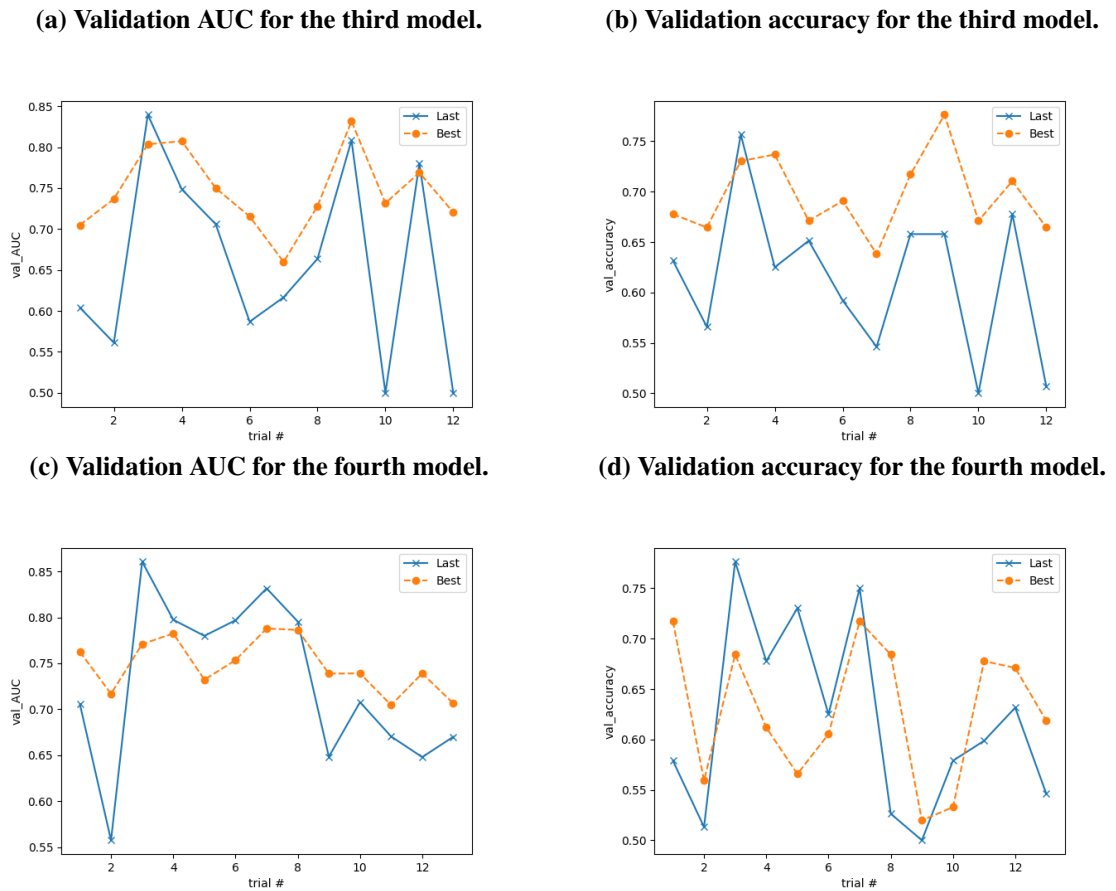 (a) Validation AUC for the third model.
(b) Validation accuracy for the third model.
0.85
0.80
0.75
0.70
0.65
0.60
0.55
0.50
val_AUC
Last
Best
2
4
6
8
10
12
trial #
0.75
0.70
0.65
0.60
0.55
0.50
val_accuracy
Last
Best
2
4
6
8
10
12
trial #
(c) Validation AUC for the fourth model.
(d) Validation accuracy for the fourth model.
0.85
0.80
0.75
0.70
0.65
0.60
0.55
val_AUC
Last
Best
2
4
6
8
10
12
trial #
0.75
0.70
0.65
0.60
0.55
0.50
val_accuracy
Last
Best
2
4
6
8
10
12
trial #